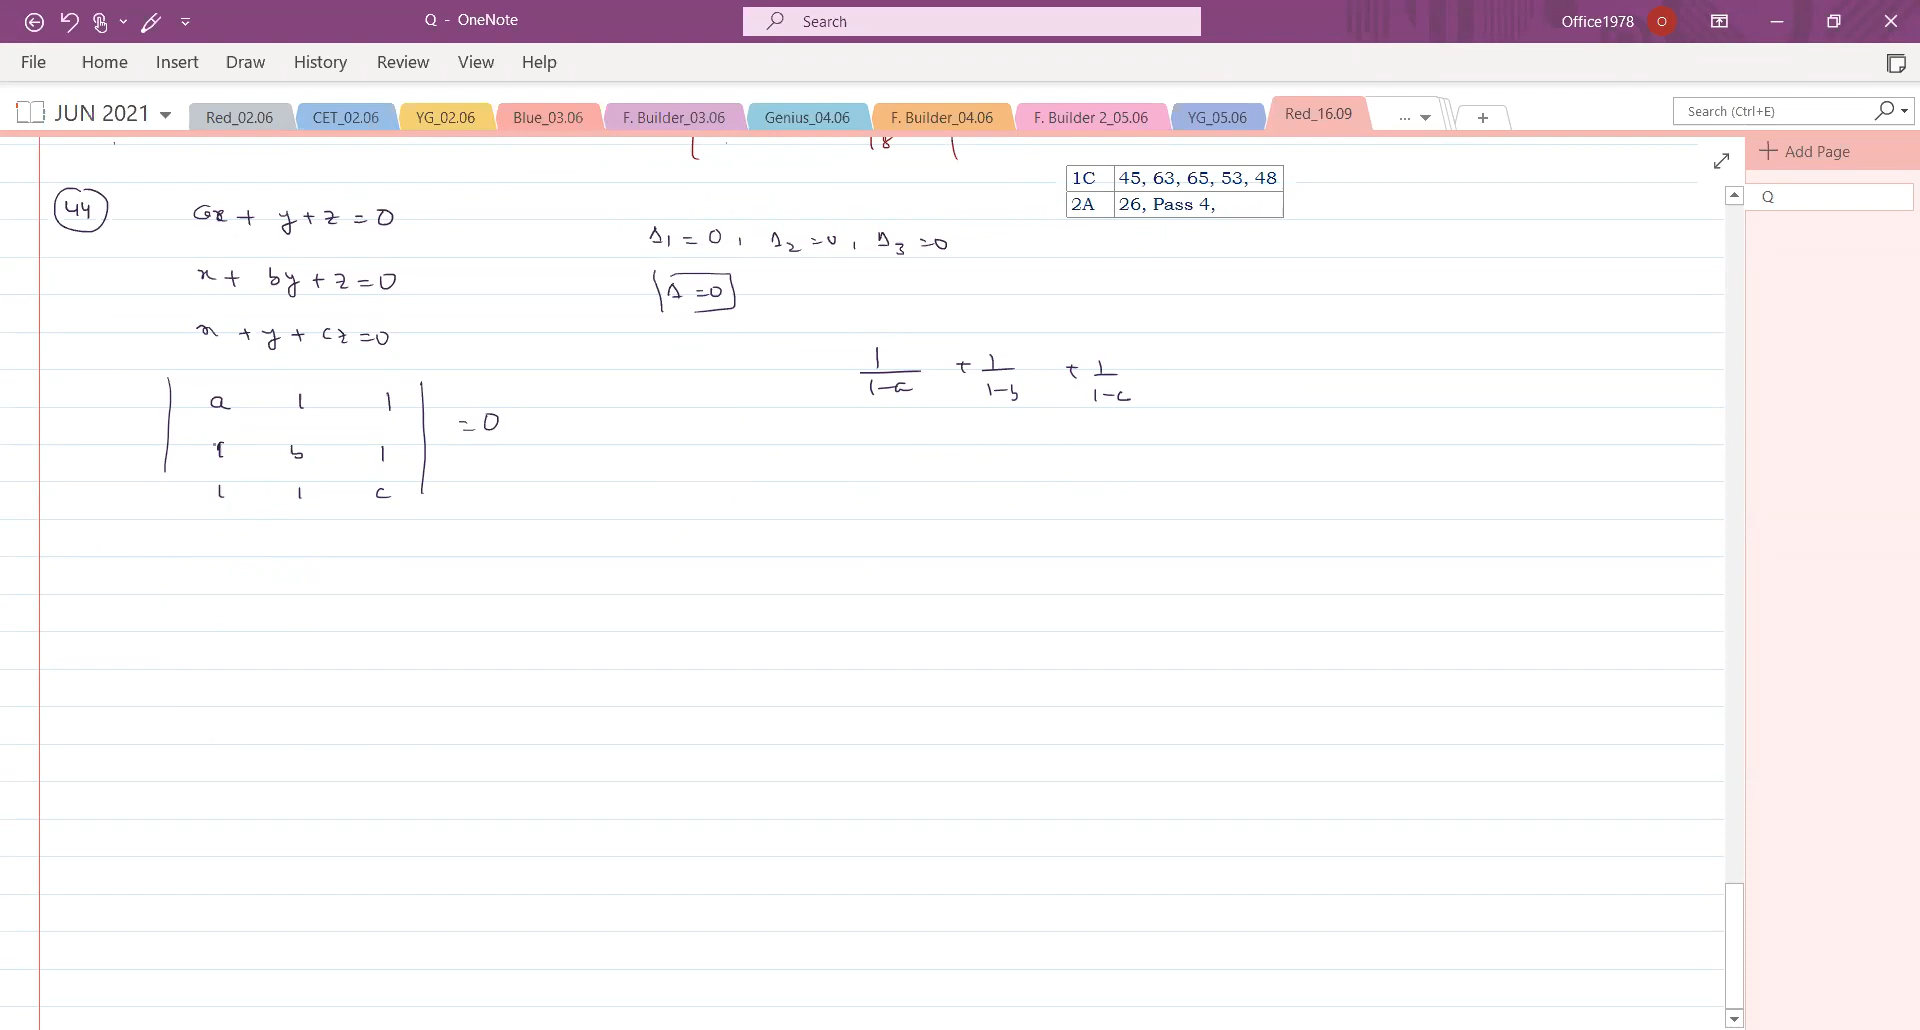 Q - OneNote
Search
Office1978
O
File Home Insert Draw History Review View Help
JUN 2021
Red_02.06 CET_02.06 YG_02.06 Blue_03.06 F. Builder_03.06 Genius_04.06 F. Builder_04.06 F. Builder 2_05.06 YG_05.06 Red_16.09 ... +
Search (Ctrl+E)
Add Page
Q
18
1C 45, 63, 65, 53, 48
2A 26, Pass 4,
44
ax + y + z = 0
x + by + z = 0
x + y + cz = 0
Δ1 = 0, Δ2 = 0, Δ3 = 0
Δ = 0
1/(1-a) + 1/(1-b) + 1/(1-c)
| a 1 1 |
| 1 b 1 | = 0
| 1 1 c |